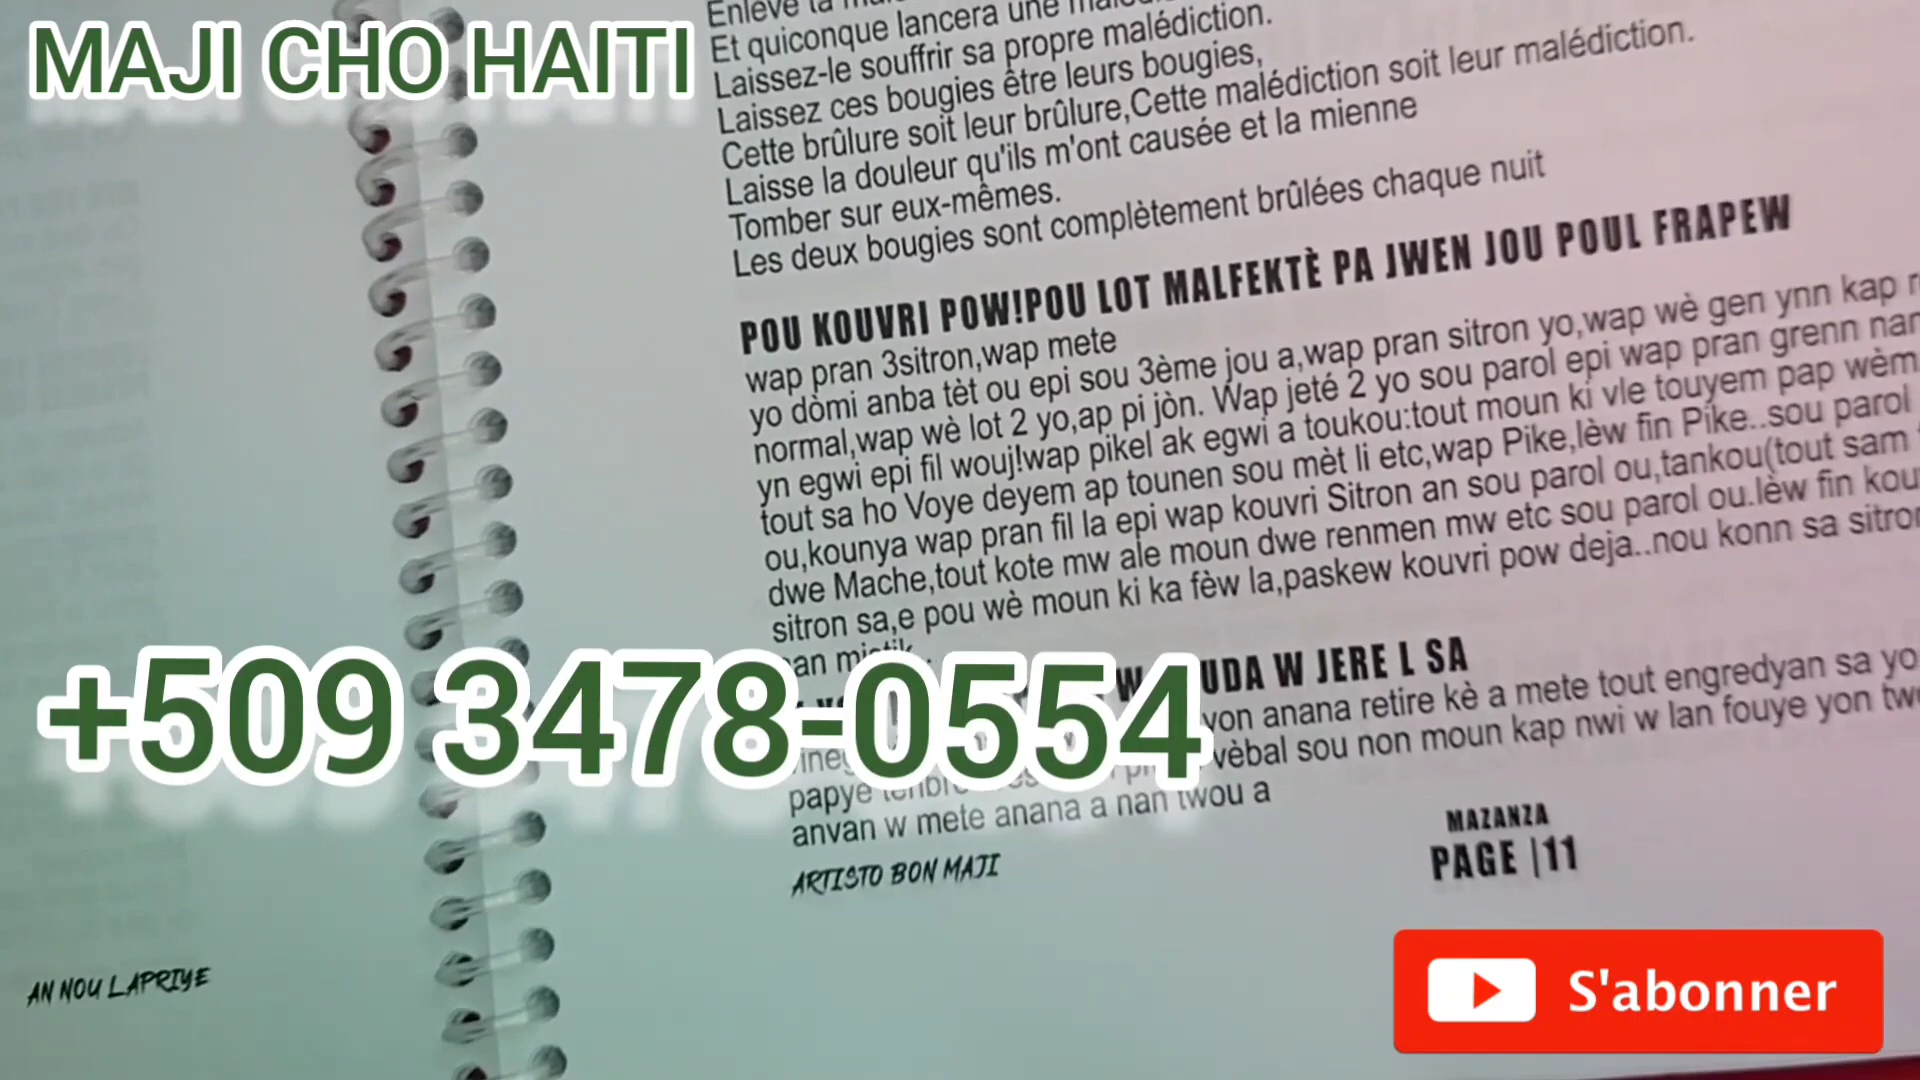 MAJI CHO HAITI
Enlève la
Et quiconque lancera une
Laissez-le souffrir sa propre malédiction.
Laissez ces bougies être leurs bougies,
Cette brûlure soit leur brûlure,Cette malédiction soit leur malédiction.
Laisse la douleur qu'ils m'ont causée et la mienne
Tomber sur eux-mêmes.
Les deux bougies sont complètement brûlées chaque nuit
POU KOUVRI POW!POU LOT MALFEKTÈ PA JWEN JOU POUL FRAPEW
wap pran 3sitron,wap mete
yo dòmi anba tèt ou epi sou 3ème jou a,wap pran sitron yo,wap wè gen ynn kap
normal,wap wè lot 2 yo,ap pi jòn. Wap jeté 2 yo sou parol epi wap pran grenn nan
yn egwi epi fil wouj!wap pikel ak egwi a toukou:tout moun ki vle touyem pap wèm
tout sa ho Voye deyem ap tounen sou mèt li etc,wap Pike,lèw fin Pike..sou parol
ou,kounya wap pran fil la epi wap kouvri Sitron an sou parol ou,tankou(tout sam
dwe Mache,tout kote mw ale moun dwe renmen mw etc sou parol ou.lèw fin
sitron sa,e pou wè moun ki ka fèw la,paskew kouvri pow deja..nou konn sa
+509 3478-0554
W JERE L SA
yon anana retire kè a mete tout engredyan sa yo
vèbal sou non moun kap nwi w lan fouye yon
papye
anvan w mete anana a nan twou a
ARTISTO BON MAJI
MAZANZA
PAGE |11
AN NOU LAPRIYE
S'abonner